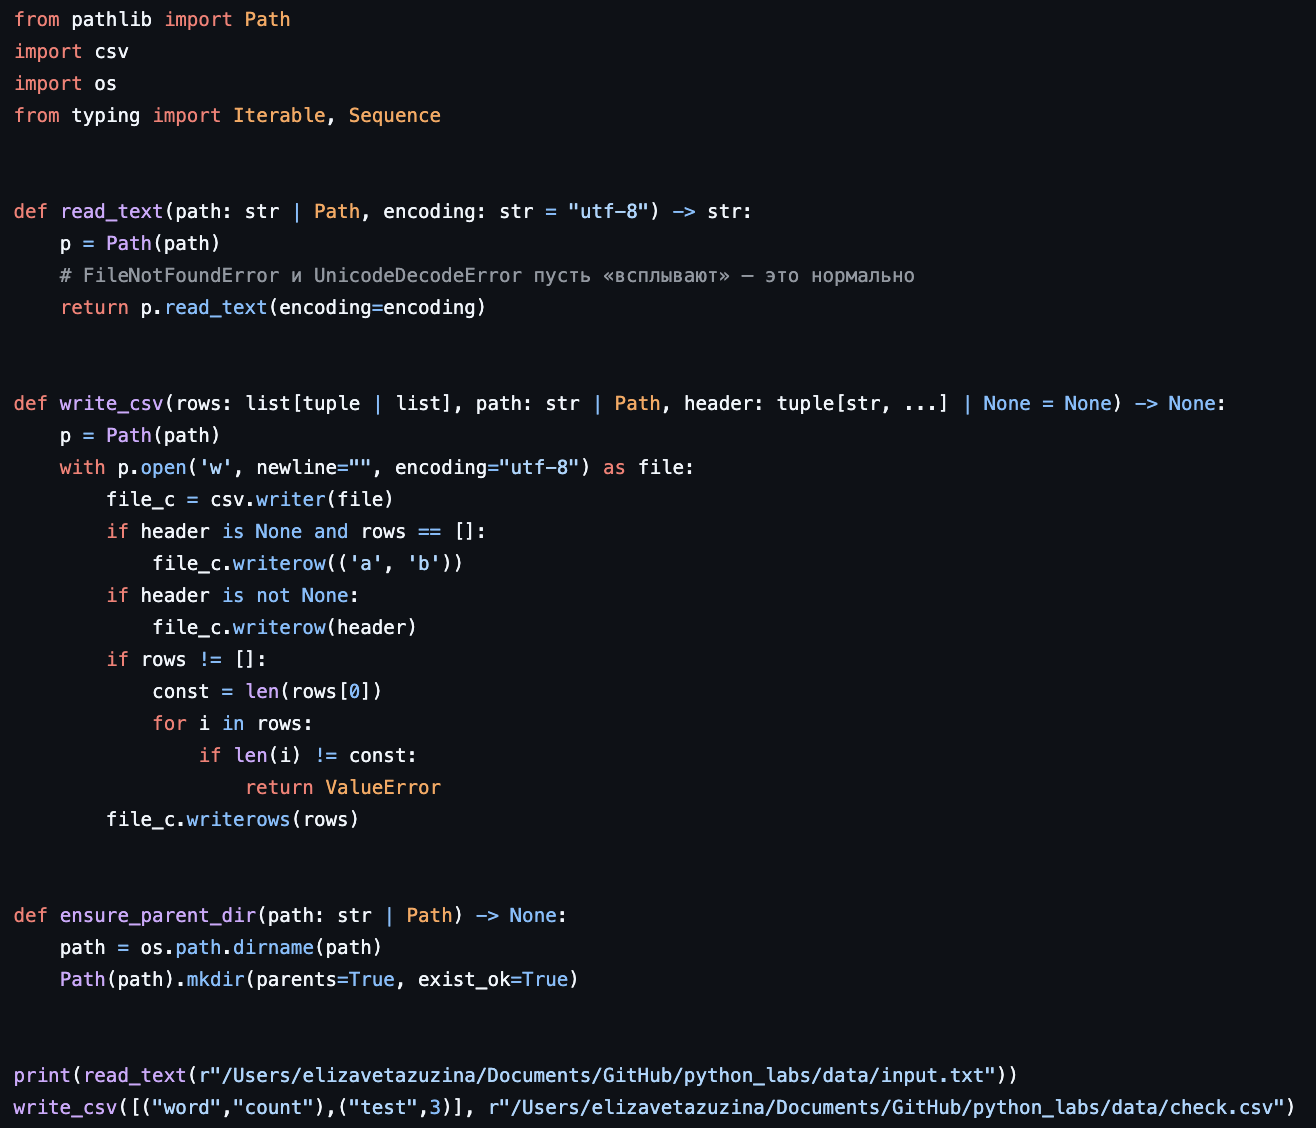 from pathlib import Path
import csv
import os
from typing import Iterable, Sequence
def read_text(path: str | Path, encoding: str = "utf-8") -> str:
    p = Path(path)
    # FileNotFoundError и UnicodeDecodeError пусть «всплывают» — это нормально
    return p.read_text(encoding=encoding)
def write_csv(rows: list[tuple | list], path: str | Path, header: tuple[str, ...] | None = None) -> None:
    p = Path(path)
    with p.open('w', newline="", encoding="utf-8") as file:
        file_c = csv.writer(file)
        if header is None and rows == []:
            file_c.writerow(('a', 'b'))
        if header is not None:
            file_c.writerow(header)
        if rows != []:
            const = len(rows[0])
            for i in rows:
                if len(i) != const:
                    return ValueError
        file_c.writerows(rows)
def ensure_parent_dir(path: str | Path) -> None:
    path = os.path.dirname(path)
    Path(path).mkdir(parents=True, exist_ok=True)
print(read_text(r"/Users/elizavetazuzina/Documents/GitHub/python_labs/data/input.txt"))
write_csv([("word","count"),("test",3)], r"/Users/elizavetazuzina/Documents/GitHub/python_labs/data/check.csv")